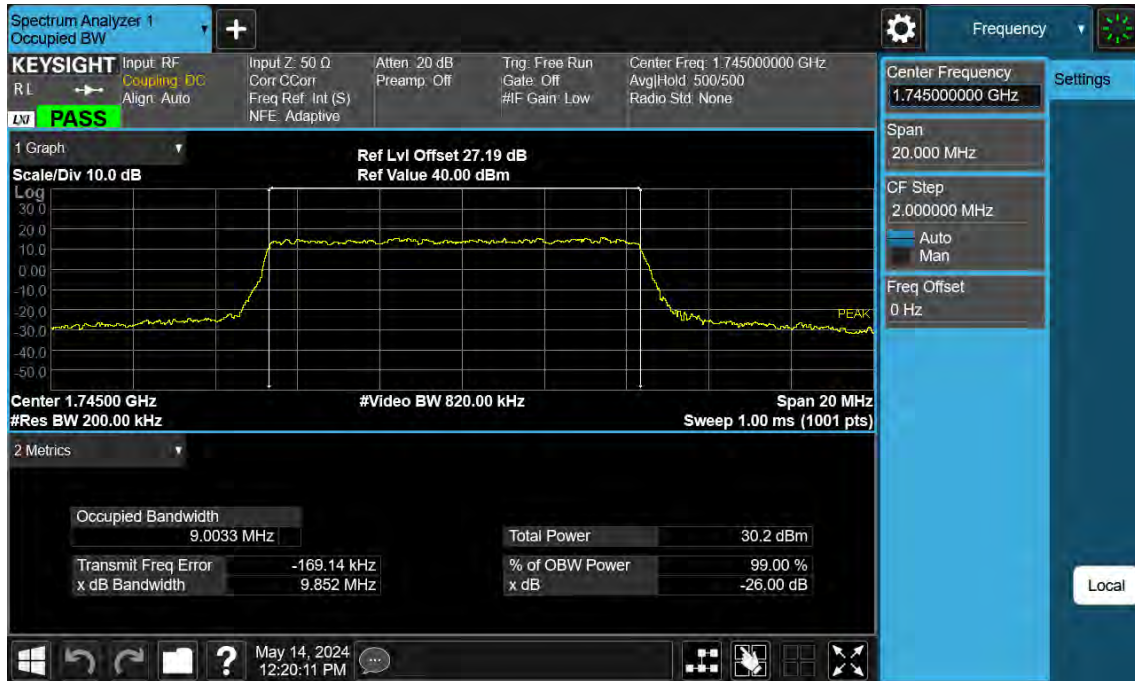 Spectrum Analyzer 1
Occupied BW
Frequency
KEYSIGHT
RL
LXI PASS
Input: RF
Coupling: DC
Align: Auto
Input Z: 50 Ω
Corr CCorr
Freq Ref: Int (S)
NFE: Adaptive
Atten: 20 dB
Preamp: Off
Trig: Free Run
Gate: Off
#IF Gain: Low
Center Freq: 1.745000000 GHz
Avg|Hold: 500/500
Radio Std: None
1 Graph
Scale/Div 10.0 dB
Ref Lvl Offset 27.19 dB
Ref Value 40.00 dBm
Log
30.0
20.0
10.0
0.00
-10.0
-20.0
-30.0
-40.0
-50.0
PEAK
Center 1.74500 GHz
#Video BW 820.00 kHz
Span 20 MHz
#Res BW 200.00 kHz
Sweep 1.00 ms (1001 pts)
2 Metrics
Occupied Bandwidth
9.0033 MHz
Total Power 30.2 dBm
Transmit Freq Error -169.14 kHz
% of OBW Power 99.00 %
x dB Bandwidth 9.852 MHz
x dB -26.00 dB
Center Frequency
1.745000000 GHz
Settings
Span
20.000 MHz
CF Step
2.000000 MHz
Auto
Man
Freq Offset
0 Hz
Local
?
May 14, 2024
12:20:11 PM